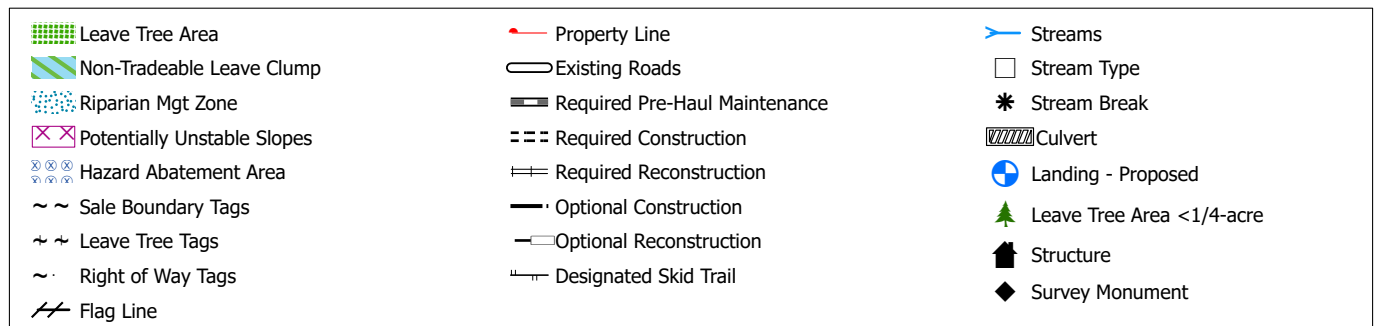 Leave Tree Area
Non-Tradeable Leave Clump
Riparian Mgt Zone
Potentially Unstable Slopes
Hazard Abatement Area
Sale Boundary Tags
Leave Tree Tags
Right of Way Tags
Flag Line
Property Line
Existing Roads
Required Pre-Haul Maintenance
Required Construction
Required Reconstruction
Optional Construction
Optional Reconstruction
Designated Skid Trail
Streams
Stream Type
Stream Break
Culvert
Landing - Proposed
Leave Tree Area <1/4-acre
Structure
Survey Monument